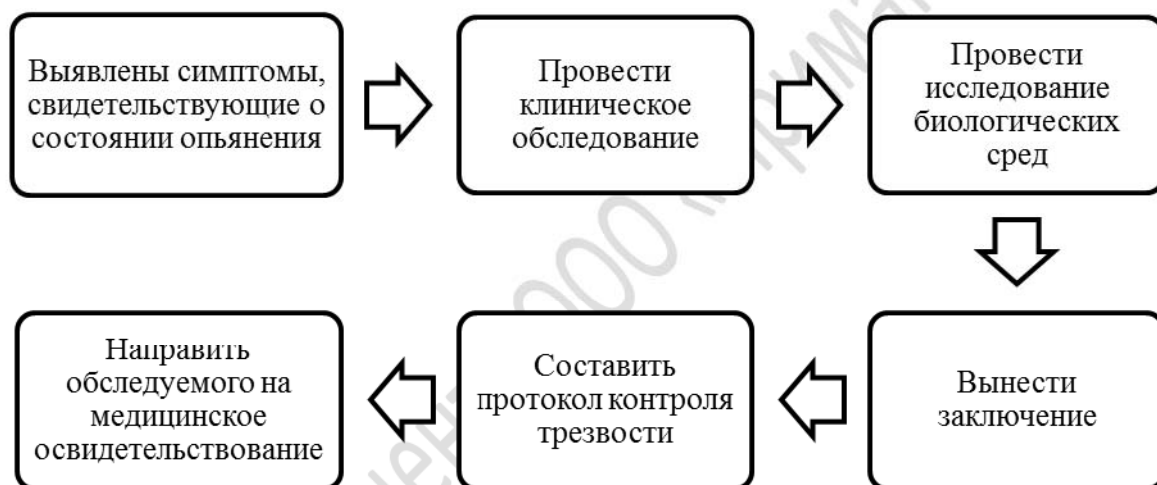 Выявлены симптомы,
свидетельствующие о
состоянии опьянения
Провести
клиническое
обследование
Провести
исследование
биологических
сред
Вынести
заключение
Составить
протокол контроля
трезвости
Направить
обследуемого на
медицинское
освидетельствование
ООО